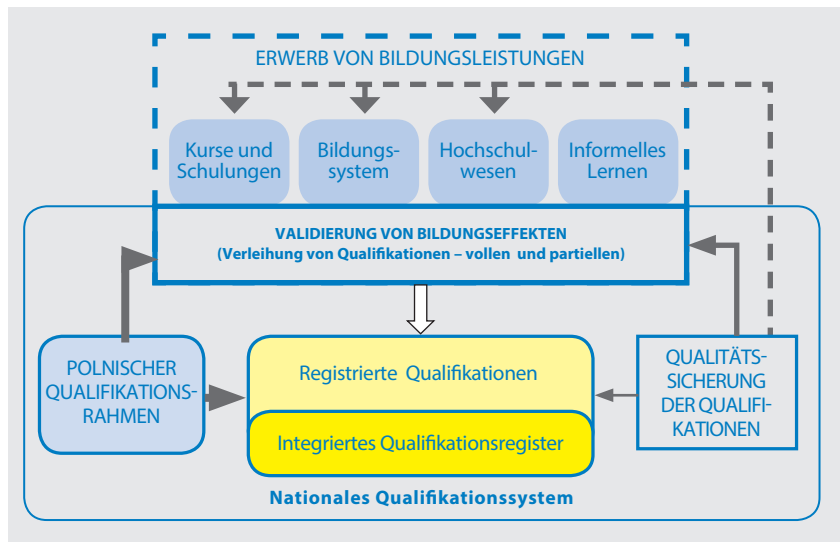 ERWERB VON BILDUNGSLEISTUNGEN
Kurse und
Schulungen
Bildungs-
system
Hochschul-
wesen
Informelles
Lernen
VALIDIERUNG VON BILDUNGSEFFEKTEN
(Verleihung von Qualifikationen – vollen und partiellen)
POLNISCHER
QUALIFIKATIONS-
RAHMEN
Registrierte Qualifikationen
Integriertes Qualifikationsregister
QUALITÄTS-
SICHERUNG
DER QUALIFI-
KATIONEN
Nationales Qualifikationssystem